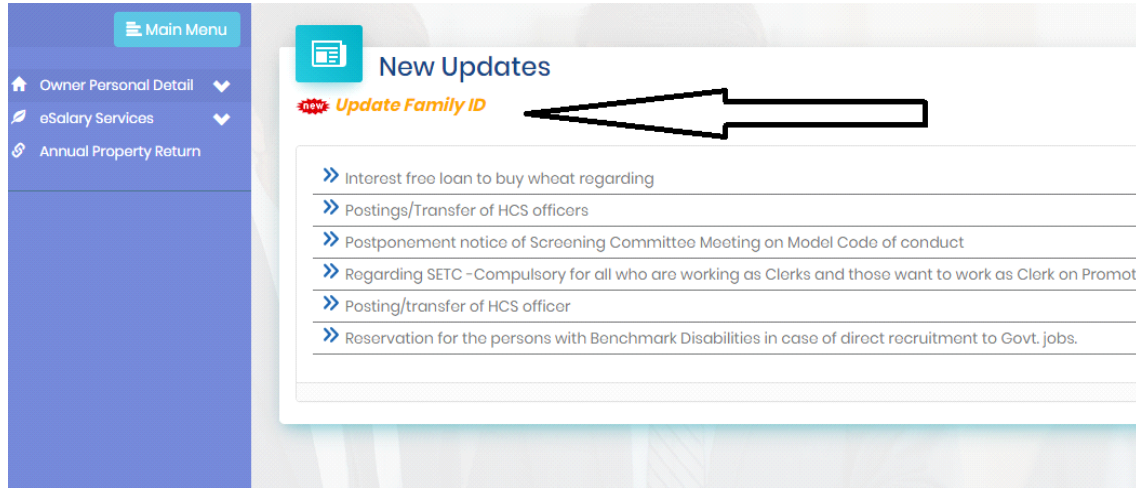 Main Menu
Owner Personal Detail
eSalary Services
Annual Property Return
New Updates
new Update Family ID
Interest free loan to buy wheat regarding
Postings/Transfer of HCS officers
Postponement notice of Screening Committee Meeting on Model Code of conduct
Regarding SETC -Compulsory for all who are working as Clerks and those want to work as Clerk on Promot
Posting/transfer of HCS officer
Reservation for the persons with Benchmark Disabilities in case of direct recruitment to Govt. jobs.